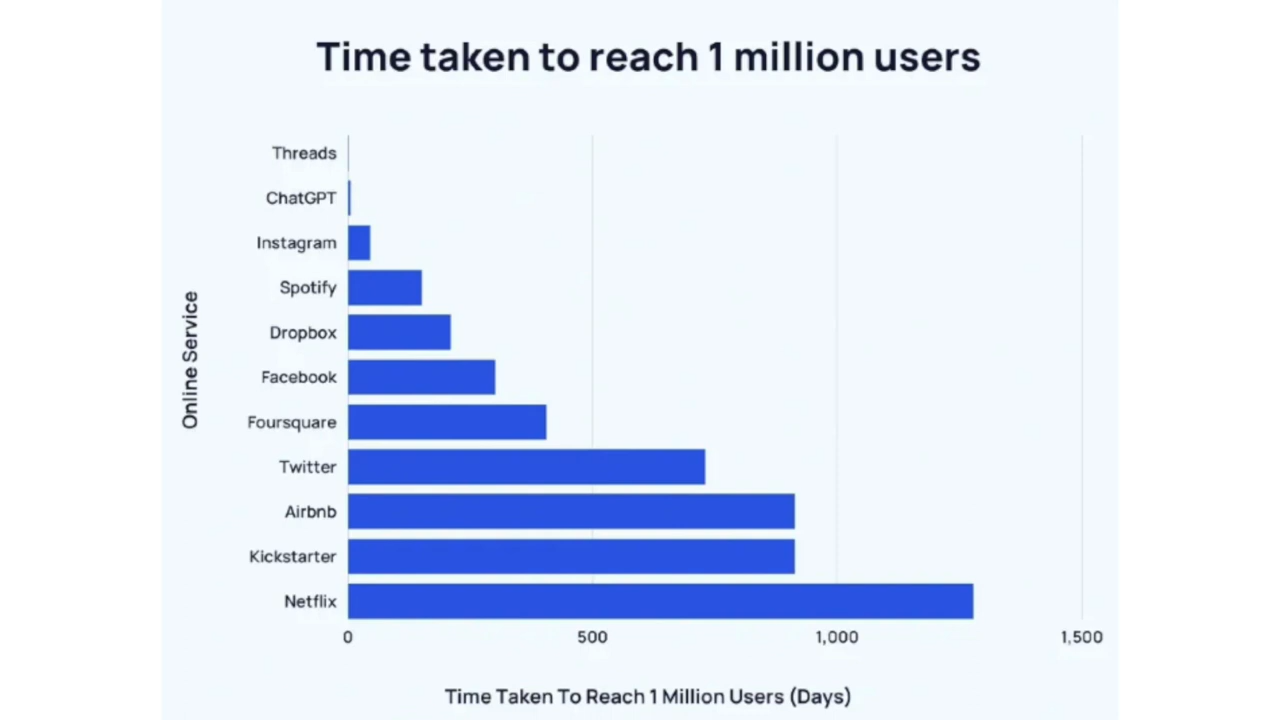 Time taken to reach 1 million users
Threads
ChatGPT
Instagram
Spotify
Dropbox
Facebook
Foursquare
Twitter
Airbnb
Kickstarter
Netflix
Online Service
0 500 1,000 1,500
Time Taken To Reach 1 Million Users (Days)